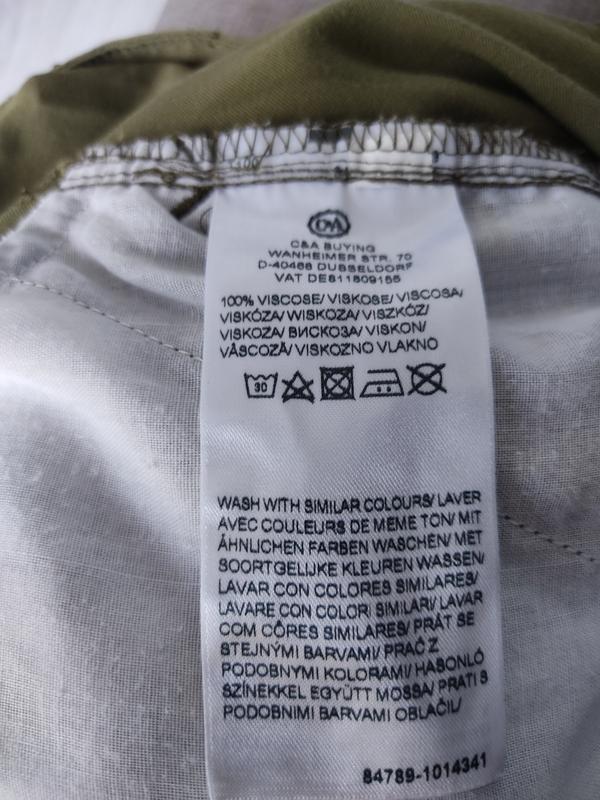 C&A
C&A BUYING
WANHEIMER STR. 70
D-40468 DUSSELDORF
VAT DE811809155
100% VISCOSE/ VISKOSE/ VISCOSA/
VISKÓZA/ WISKOZA/ VISZKÓZ/
VISKOZA/ ВИСКОЗА/ VISKON/
VÂSCOZĂ/ VISKOZNO VLAKNO
30
WASH WITH SIMILAR COLOURS/ LAVER
AVEC COULEURS DE MEME TON/ MIT
ÄHNLICHEN FARBEN WASCHEN/ MET
SOORTGELIJKE KLEUREN WASSEN/
LAVAR CON COLORES SIMILARES/
LAVARE CON COLORI SIMILARI/ LAVAR
COM CÔRES SIMILARES/ PRÁT SE
STEJNÝMI BARVAMI/ PRAĆ Z
PODOBNYMI KOLORAMI/ HASONLÓ
SZÍNEKKEL EGYÜTT MOSSA/ PRATI S
PODOBNIMI BARVAMI OBLAČIL/
84789-1014341